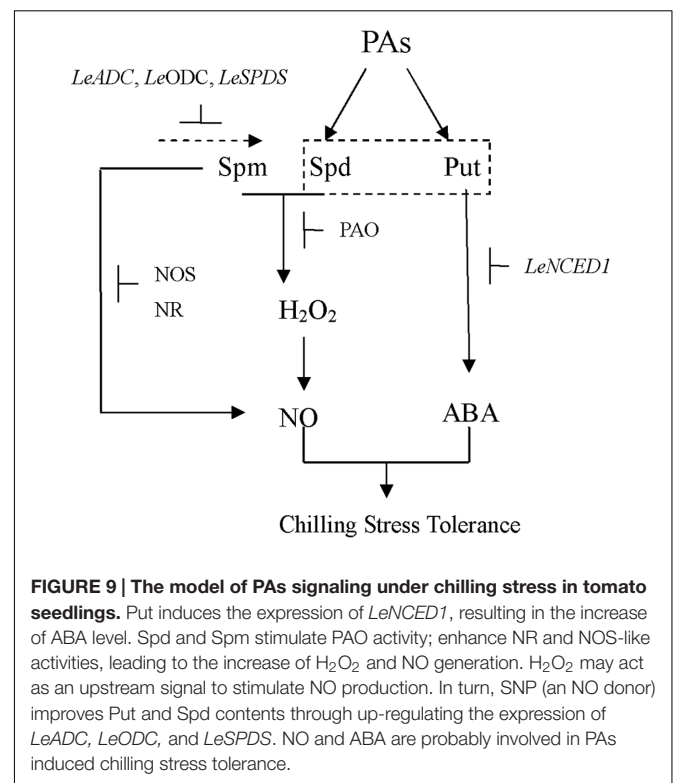 PAs
LeADC, LeODC, LeSPDS
Spm Spd Put
PAO
NOS
NR
LeNCED1
H₂O₂
NO ABA
Chilling Stress Tolerance
FIGURE 9 | The model of PAs signaling under chilling stress in tomato
seedlings. Put induces the expression of LeNCED1, resulting in the increase
of ABA level. Spd and Spm stimulate PAO activity; enhance NR and NOS-like
activities, leading to the increase of H₂O₂ and NO generation. H₂O₂ may act
as an upstream signal to stimulate NO production. In turn, SNP (an NO donor)
improves Put and Spd contents through up-regulating the expression of
LeADC, LeODC, and LeSPDS. NO and ABA are probably involved in PAs
induced chilling stress tolerance.